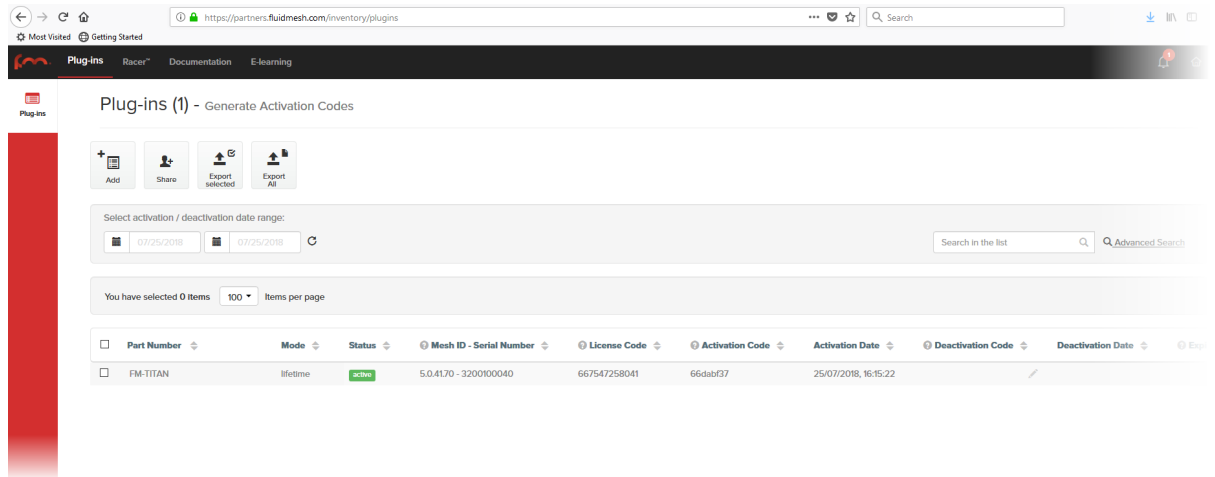 https://partners.fluidmesh.com/inventory/plugins
Search
Most Visited Getting Started
fm Plug-ins Racer™ Documentation E-learning 1
Plug-ins
Plug-ins (1) - Generate Activation Codes
Add Share Export selected Export All
Select activation / deactivation date range:
07/25/2018 07/25/2018 Search in the list Advanced Search
You have selected 0 items 100 Items per page
Part Number Mode Status Mesh ID - Serial Number License Code Activation Code Activation Date Deactivation Code Deactivation Date
FM-TITAN lifetime active 5.0.41.70 - 3200100040 667547258041 66dabf37 25/07/2018, 16:15:22